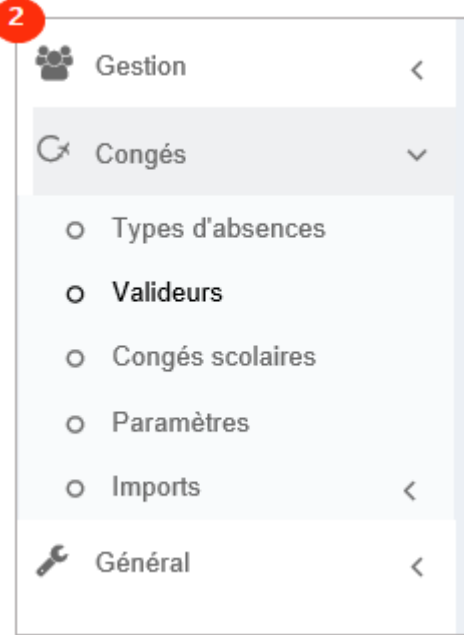 2
Gestion
Congés
Types d'absences
Valideurs
Congés scolaires
Paramètres
Imports
Général